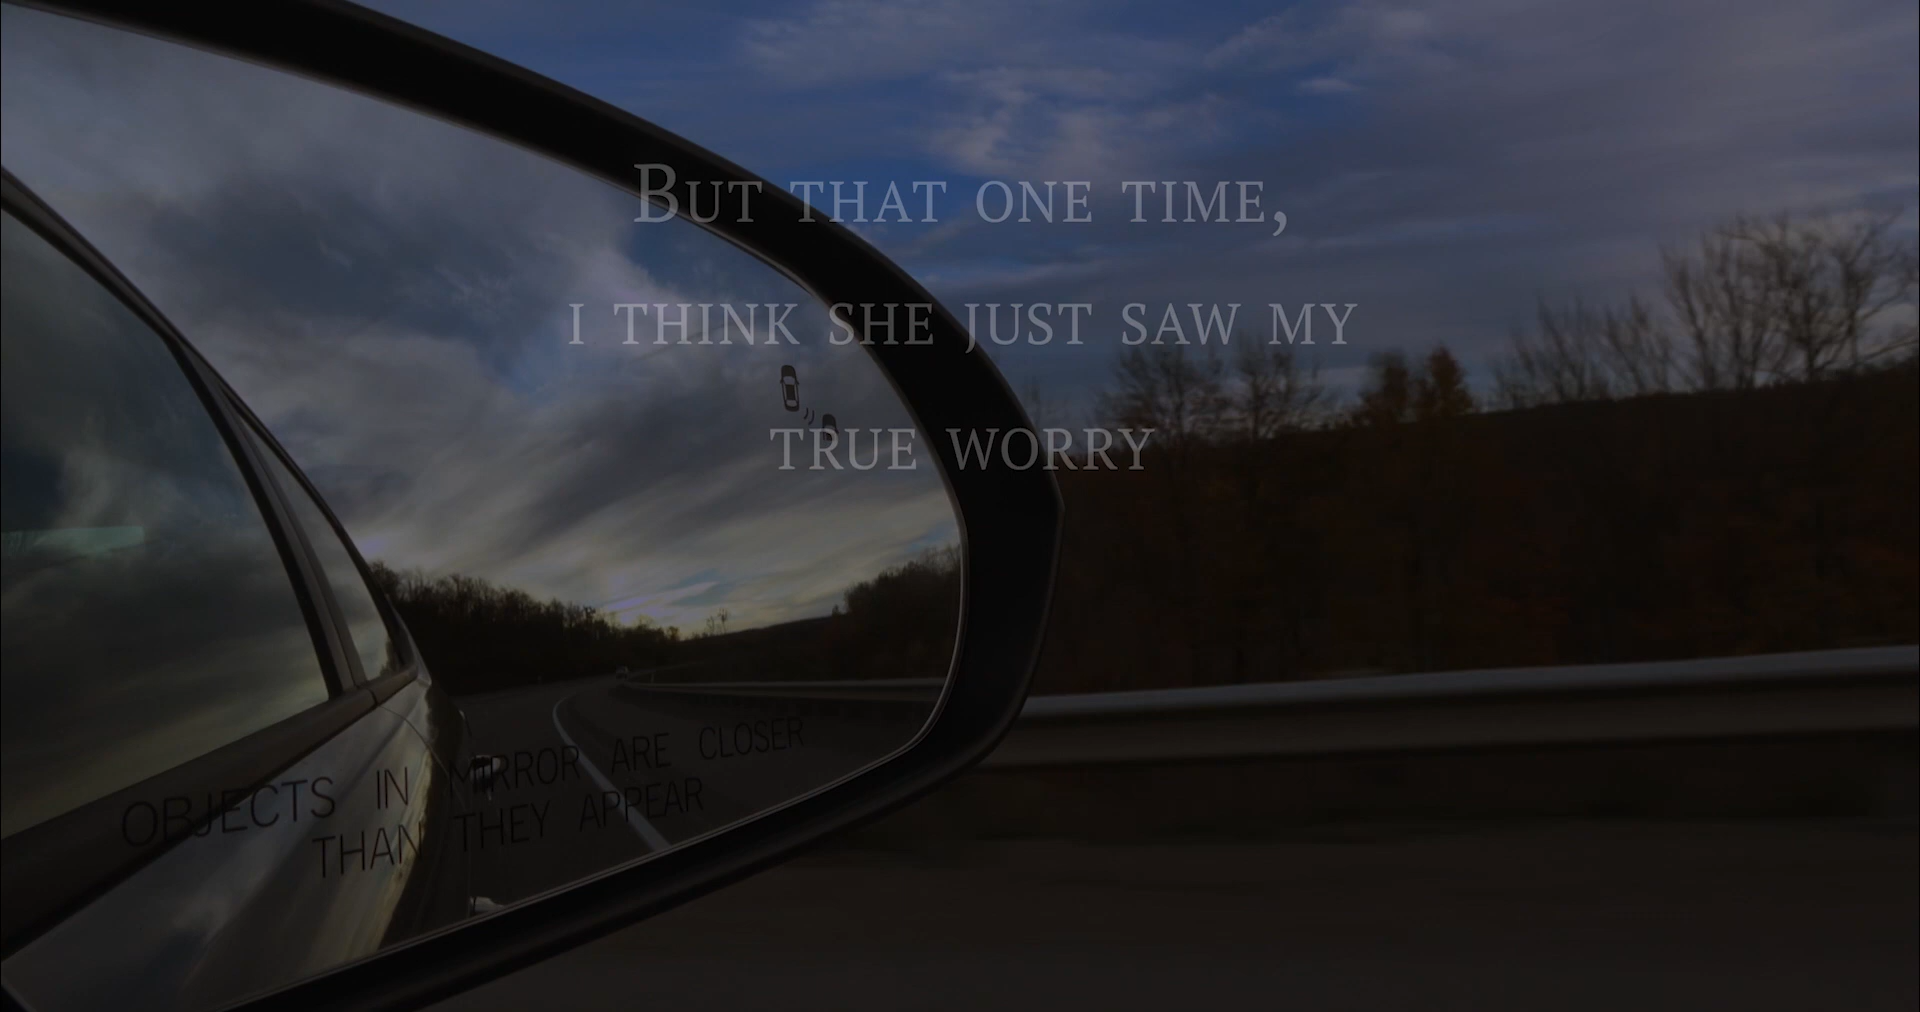 But that one time,
i think she just saw my
true worry
OBJECTS IN MIRROR ARE CLOSER
THAN THEY APPEAR